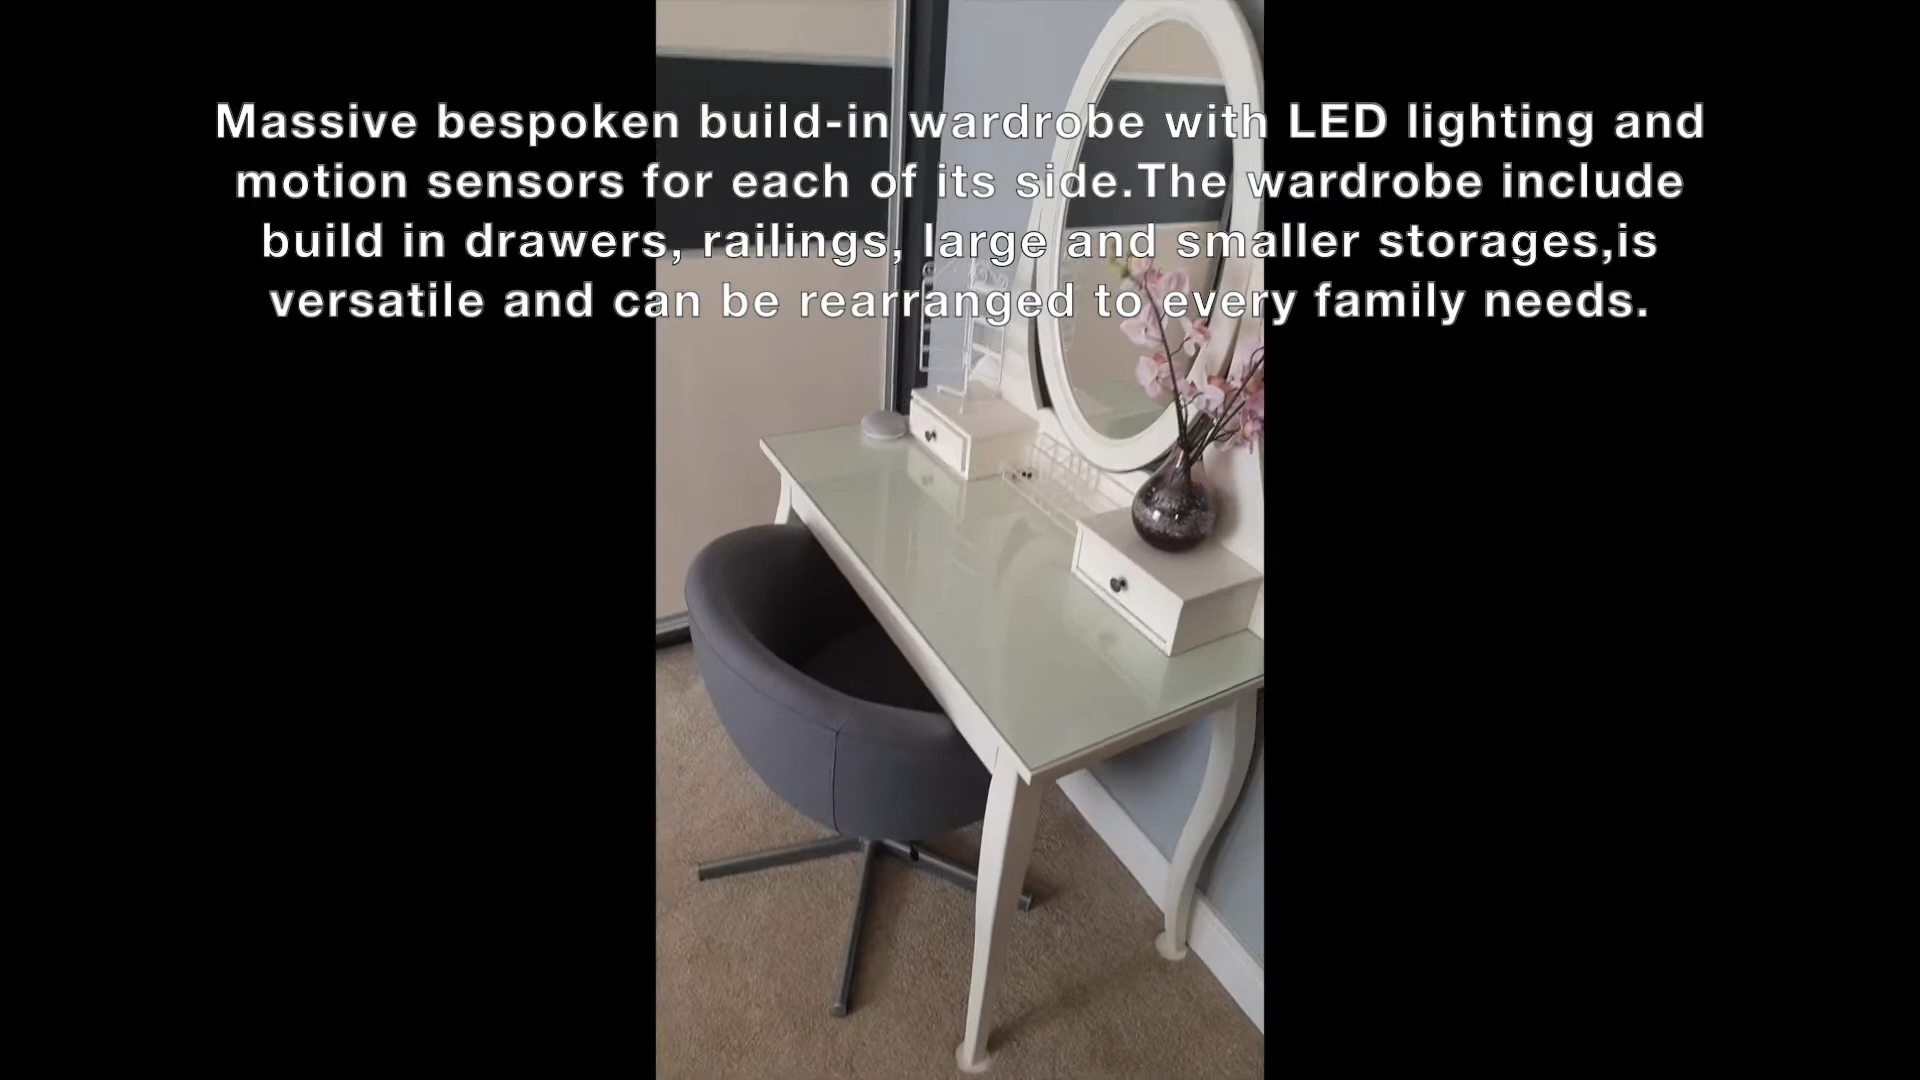 Massive bespoken build-in wardrobe with LED lighting and
motion sensors for each of its side.The wardrobe include
build in drawers, railings, large and smaller storages,is
versatile and can be rearranged to every family needs.